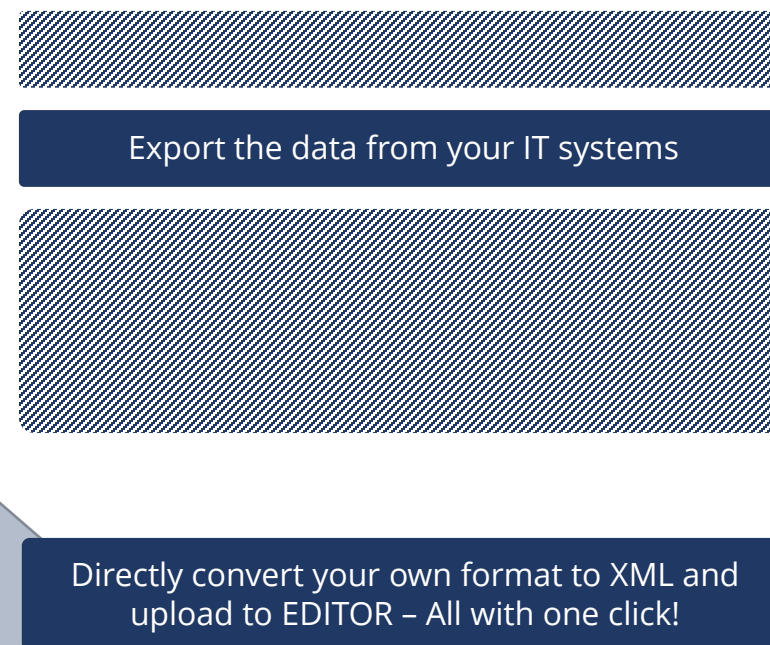 Export the data from your IT systems
Directly convert your own format to XML and
upload to EDITOR – All with one click!